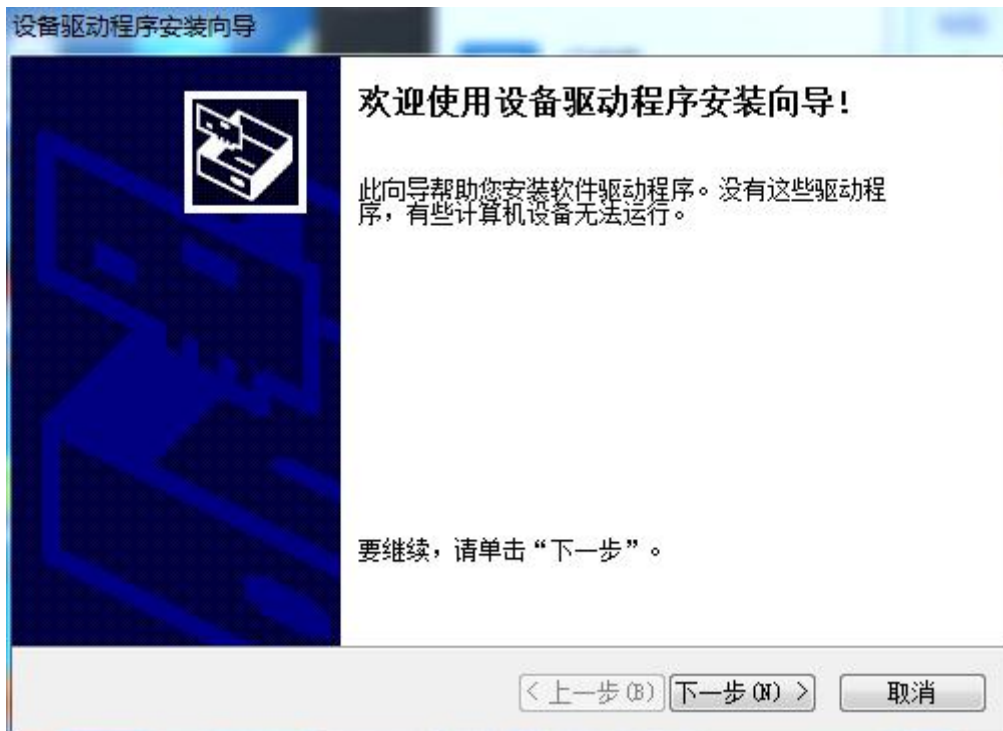 设备驱动程序安装向导
欢迎使用设备驱动程序安装向导!
此向导帮助您安装软件驱动程序。没有这些驱动程
序，有些计算机设备无法运行。
要继续，请单击“下一步”。
< 上一步(B) 下一步(N) > 取消